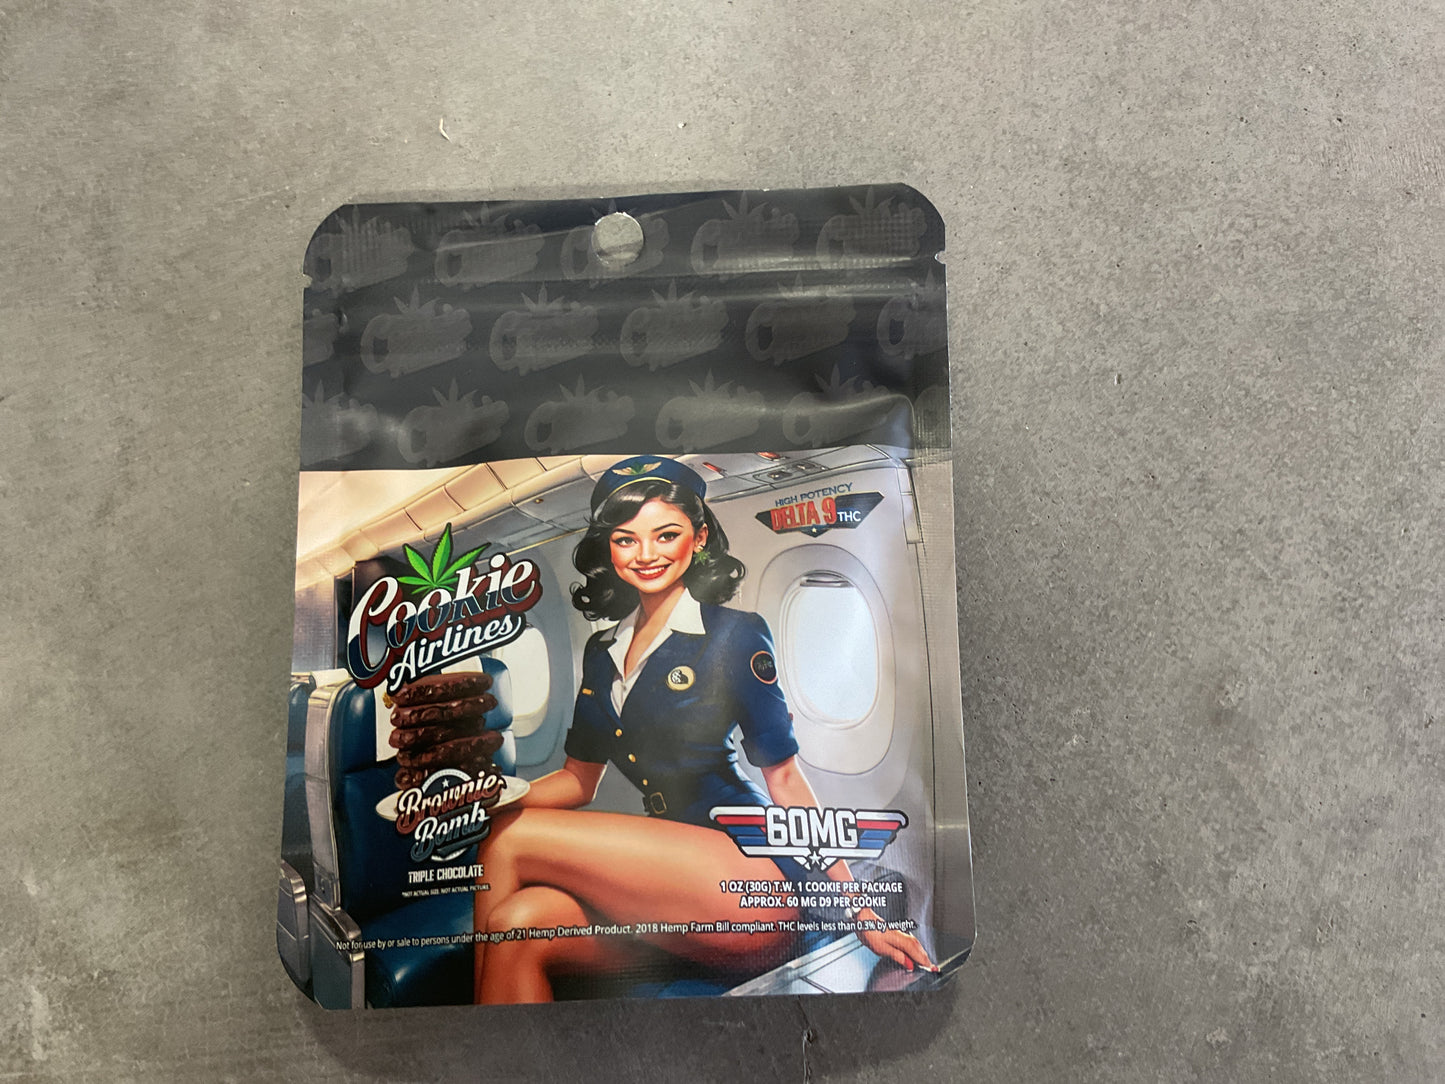 HIGH POTENCY
DELTA 9 THC
Cookie
Airlines
Brownie
Bomb
TRIPLE CHOCOLATE
*NOT ACTUAL SIZE. NOT ACTUAL PICTURE.
60MG
1 OZ (30G) T.W. 1 COOKIE PER PACKAGE
APPROX. 60 MG D9 PER COOKIE
Not for use by or sale to persons under the age of 21 Hemp Derived Product. 2018 Hemp Farm Bill compliant. THC levels less than 0.3% by weight.